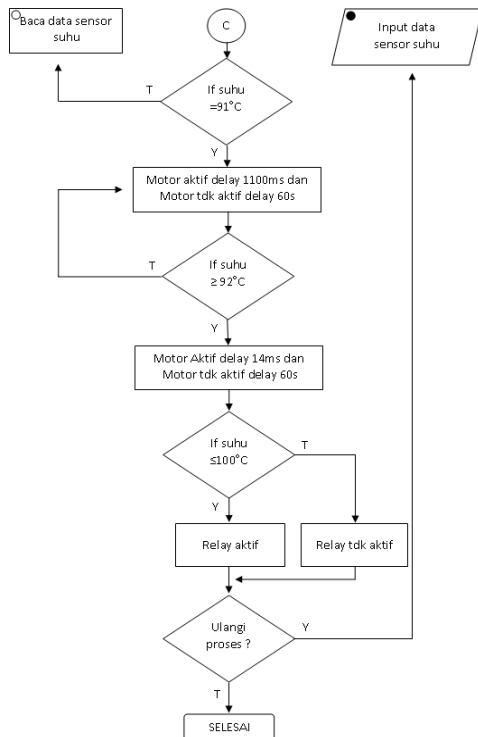 Baca data sensor
suhu
C
Input data
sensor suhu
T
If suhu
=91°C
Y
Motor aktif delay 1100ms dan
Motor tdk aktif delay 60s
T
If suhu
≥ 92°C
Y
Motor Aktif delay 14ms dan
Motor tdk aktif delay 60s
If suhu
≤100°C
T
Y
Relay aktif
Relay tdk aktif
Ulangi
proses ?
Y
T
SELESAI